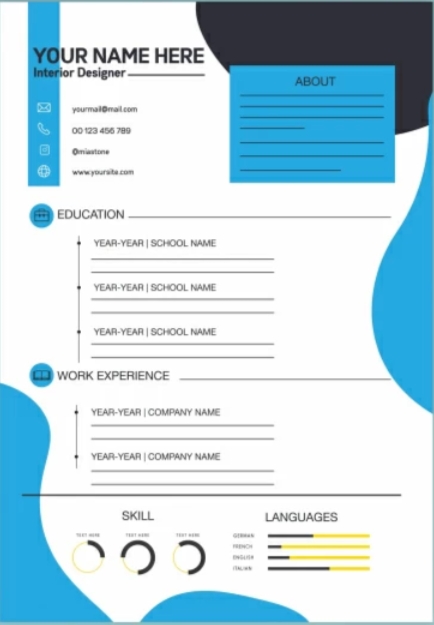 YOUR NAME HERE
Interior Designer
yourmail@mail.com
00 123 456 789
@miastone
www.yoursite.com
ABOUT
EDUCATION
YEAR-YEAR | SCHOOL NAME
YEAR-YEAR | SCHOOL NAME
YEAR-YEAR | SCHOOL NAME
WORK EXPERIENCE
YEAR-YEAR | COMPANY NAME
YEAR-YEAR | COMPANY NAME
SKILL
TEXT HERE TEXT HERE TEXT HERE
LANGUAGES
GERMAN
FRENCH
ENGLISH
ITALIAN